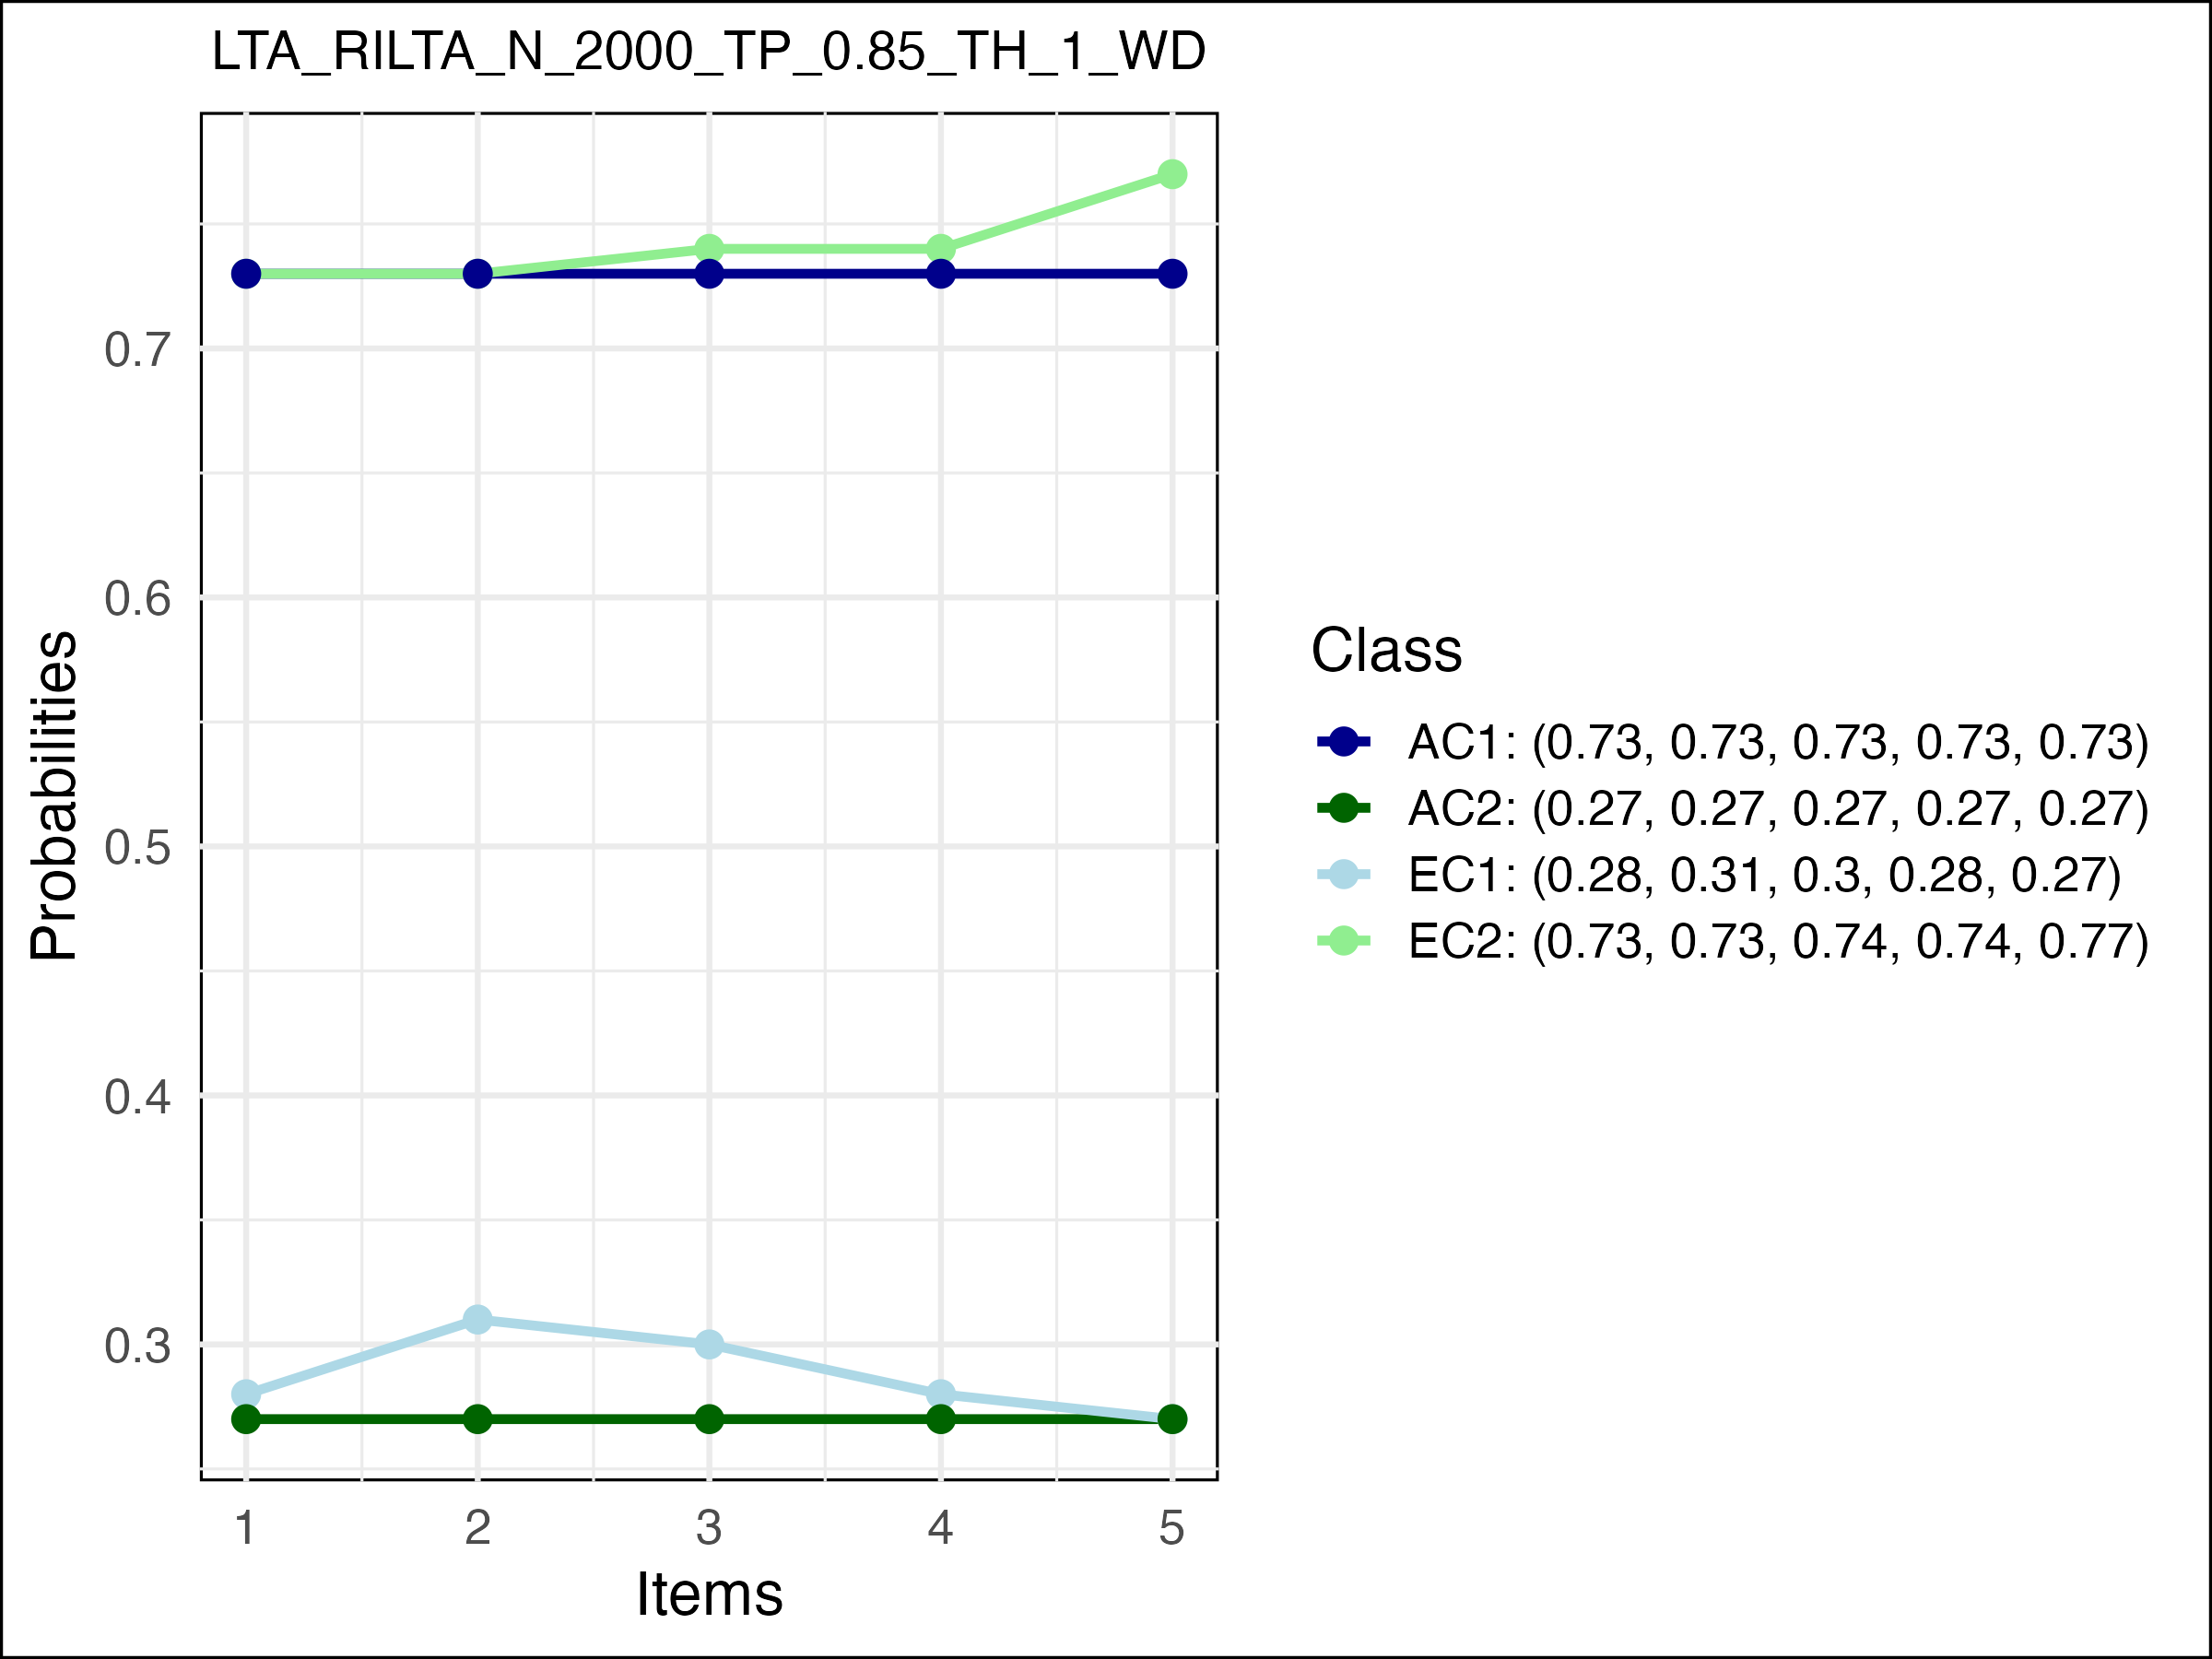 LTA_RILTA_N_2000_TP_0.85_TH_1_WD
Probabilities
0.7
0.6
0.5
0.4
0.3
1 2 3 4 5
Items
Class
AC1: (0.73, 0.73, 0.73, 0.73, 0.73)
AC2: (0.27, 0.27, 0.27, 0.27, 0.27)
EC1: (0.28, 0.31, 0.3, 0.28, 0.27)
EC2: (0.73, 0.73, 0.74, 0.74, 0.77)